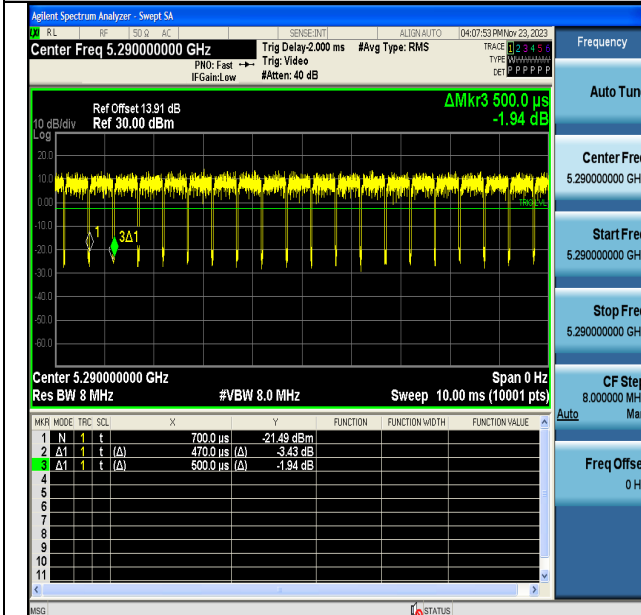 Agilent Spectrum Analyzer - Swept SA
LXI RL RF 50 Ω AC SENSE:INT ALIGN AUTO 04:07:53 PM Nov 23, 2023
Center Freq 5.290000000 GHz
PNO: Fast
IFGain:Low
Trig Delay-2.000 ms
Trig: Video
#Atten: 40 dB
#Avg Type: RMS
TRACE 1 2 3 4 5 6
TYPE
DET P P P P P P
Frequency
Auto Tun
Center Fre
5.290000000 GH
Start Fre
5.290000000 GH
Stop Fre
5.290000000 GH
CF Ste
8.000000 MH
Auto Ma
Freq Offse
0 H
Ref Offset 13.91 dB
Ref 30.00 dBm
ΔMkr3 500.0 µs
-1.94 dB
10 dB/div
Log
20.0
10.0
0.00
-10.0
-20.0
-30.0
-40.0
-50.0
-60.0
TRIG LVL
1
3Δ1
Center 5.290000000 GHz Span 0 Hz
Res BW 8 MHz #VBW 8.0 MHz Sweep 10.00 ms (10001 pts)
MKR MODE TRC SCL X Y FUNCTION FUNCTION WIDTH FUNCTION VALUE
1 N 1 t 700.0 µs -21.49 dBm
2 Δ1 1 t (Δ) 470.0 µs (Δ) -3.43 dB
3 Δ1 1 t (Δ) 500.0 µs (Δ) -1.94 dB
4
5
6
7
8
9
10
11
MSG STATUS